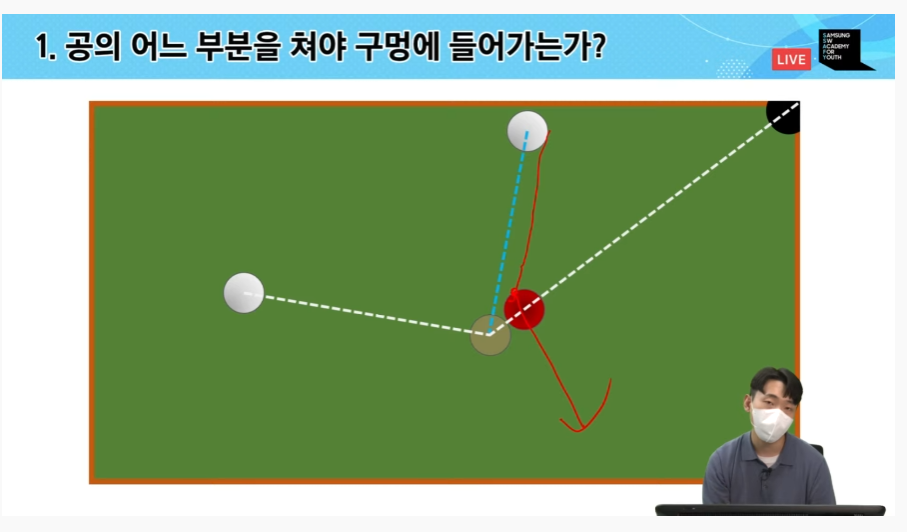 1. 공의 어느 부분을 쳐야 구멍에 들어가는가?
LIVE
SAMSUNG
SW
ACADEMY
FOR
YOUTH